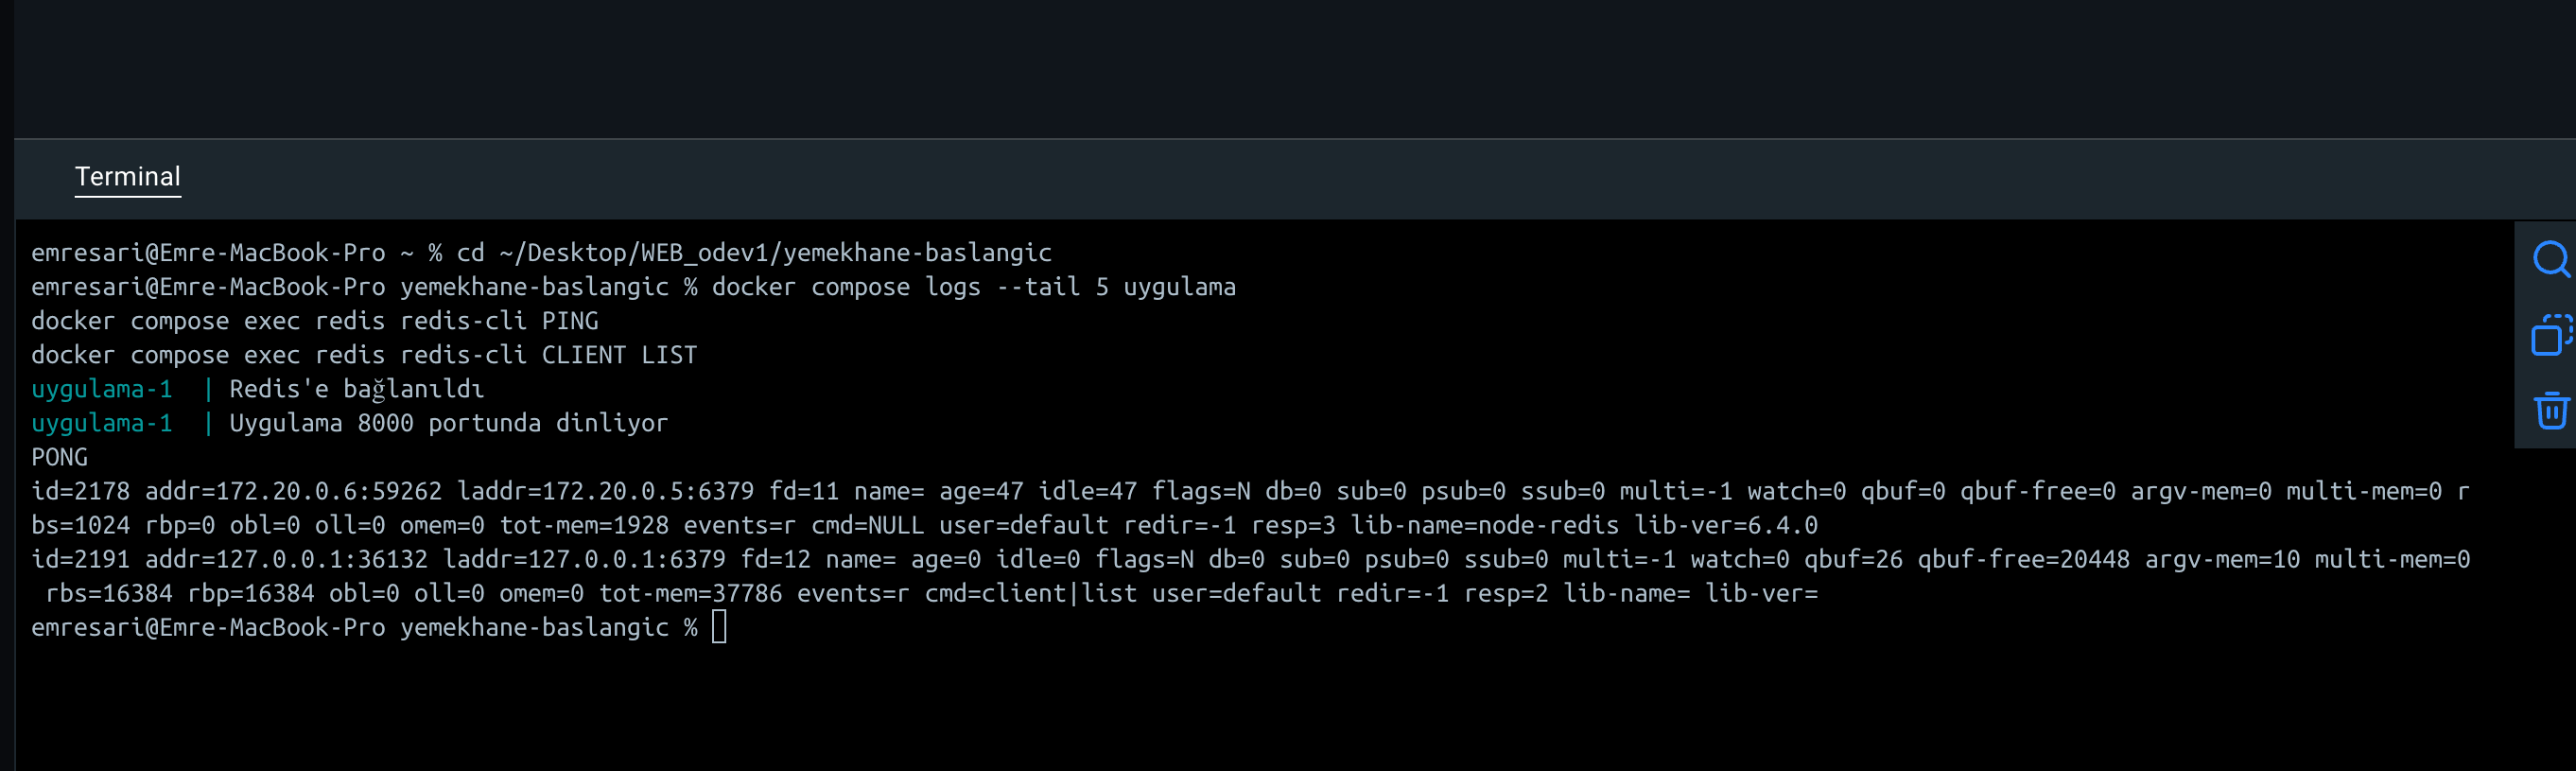 Terminal
emresari@Emre-MacBook-Pro ~ % cd ~/Desktop/WEB_odev1/yemekhane-baslangic
emresari@Emre-MacBook-Pro yemekhane-baslangic % docker compose logs --tail 5 uygulama
docker compose exec redis redis-cli PING
docker compose exec redis redis-cli CLIENT LIST
uygulama-1  | Redis'e bağlanıldı
uygulama-1  | Uygulama 8000 portunda dinliyor
PONG
id=2178 addr=172.20.0.6:59262 laddr=172.20.0.5:6379 fd=11 name= age=47 idle=47 flags=N db=0 sub=0 psub=0 ssub=0 multi=-1 watch=0 qbuf=0 qbuf-free=0 argv-mem=0 multi-mem=0 r
bs=1024 rbp=0 obl=0 oll=0 omem=0 tot-mem=1928 events=r cmd=NULL user=default redir=-1 resp=3 lib-name=node-redis lib-ver=6.4.0
id=2191 addr=127.0.0.1:36132 laddr=127.0.0.1:6379 fd=12 name= age=0 idle=0 flags=N db=0 sub=0 psub=0 ssub=0 multi=-1 watch=0 qbuf=26 qbuf-free=20448 argv-mem=10 multi-mem=0
 rbs=16384 rbp=16384 obl=0 oll=0 omem=0 tot-mem=37786 events=r cmd=client|list user=default redir=-1 resp=2 lib-name= lib-ver=
emresari@Emre-MacBook-Pro yemekhane-baslangic %